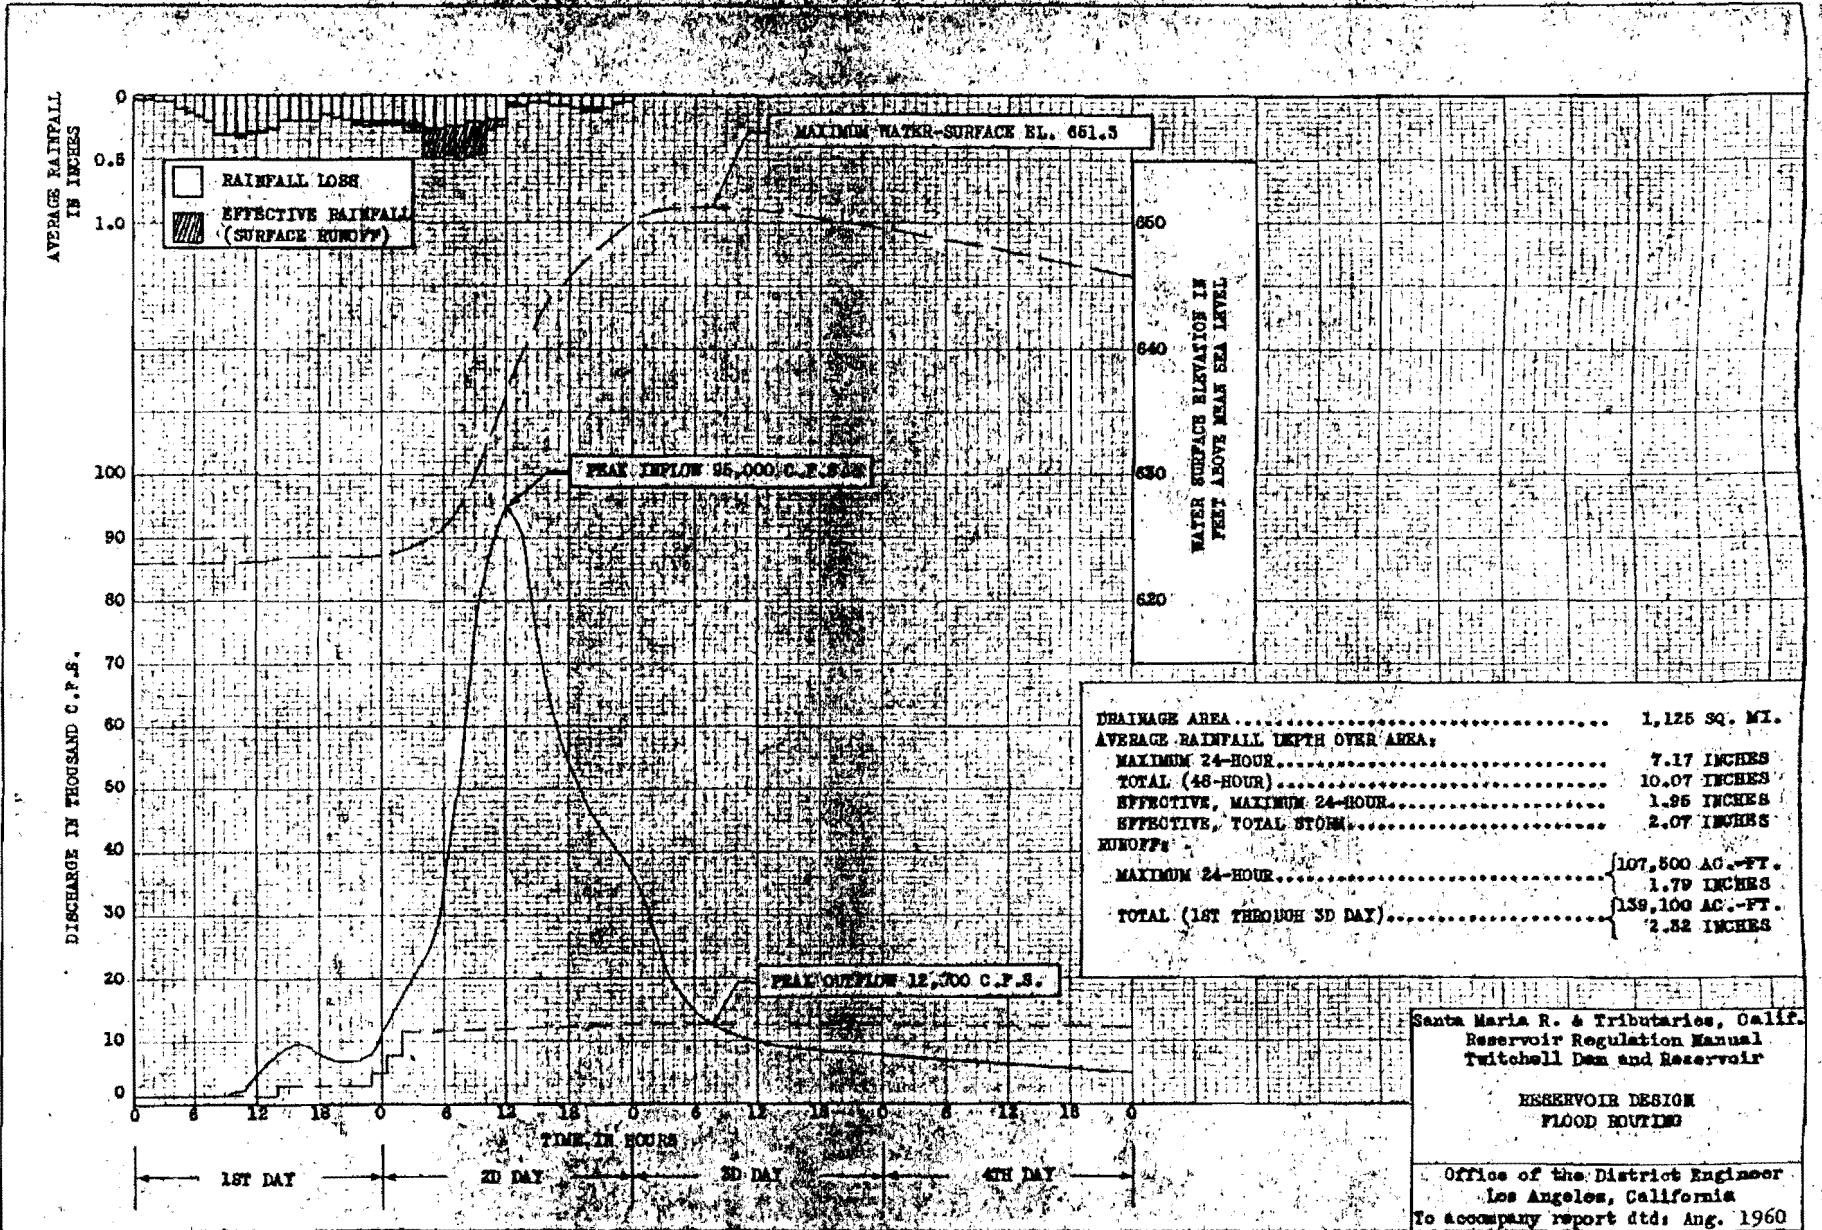 AVERAGE RAINFALL
IN INCHES
0
0.5
1.0
RAINFALL LOSS
EFFECTIVE RAINFALL
(SURFACE RUNOFF)
MAXIMUM WATER-SURFACE EL. 651.5
650
640
630
620
WATER SURFACE ELEVATION IN
FEET ABOVE MEAN SEA LEVEL
PEAK INFLOW 95,000 C.F.S.
DISCHARGE IN THOUSAND C.F.S.
100
90
80
70
60
50
40
30
20
10
0
PEAK OUTFLOW 12,700 C.F.S.
DRAINAGE AREA 1,125 SQ. MI.
AVERAGE RAINFALL DEPTH OVER AREA:
MAXIMUM 24-HOUR 7.17 INCHES
TOTAL (48-HOUR) 10.07 INCHES
EFFECTIVE, MAXIMUM 24-HOUR 1.95 INCHES
EFFECTIVE, TOTAL STORM 2.07 INCHES
RUNOFF:
MAXIMUM 24-HOUR 107,500 AC.-FT.
1.79 INCHES
TOTAL (1ST THROUGH 3D DAY) 139,100 AC.-FT.
2.32 INCHES
0 6 12 18 0 6 12 18 0 6 12 18 0 6 12 18 0
TIME IN HOURS
1ST DAY 2D DAY 3D DAY 4TH DAY
Santa Maria R. & Tributaries, Calif.
Reservoir Regulation Manual
Twitchell Dam and Reservoir
RESERVOIR DESIGN
FLOOD ROUTING
Office of the District Engineer
Los Angeles, California
To accompany report dtd: Aug. 1960